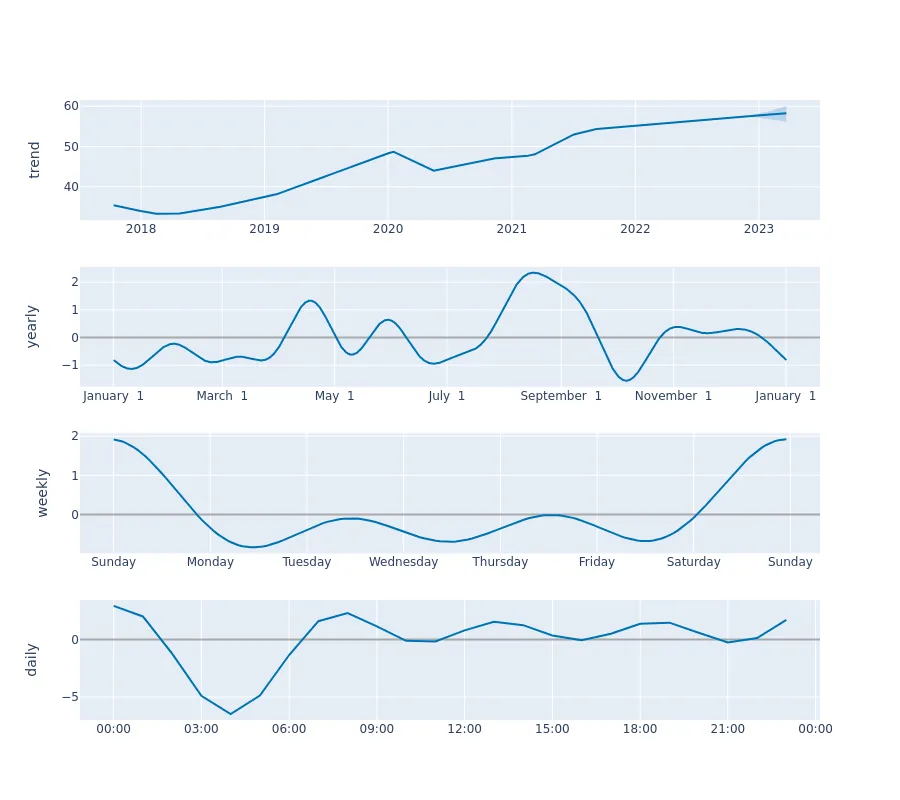 60
50
40
trend
2018 2019 2020 2021 2022 2023
2
1
0
−1
yearly
January 1 March 1 May 1 July 1 September 1 November 1 January 1
2
1
0
weekly
Sunday Monday Tuesday Wednesday Thursday Friday Saturday Sunday
0
−5
daily
00:00 03:00 06:00 09:00 12:00 15:00 18:00 21:00 00:00